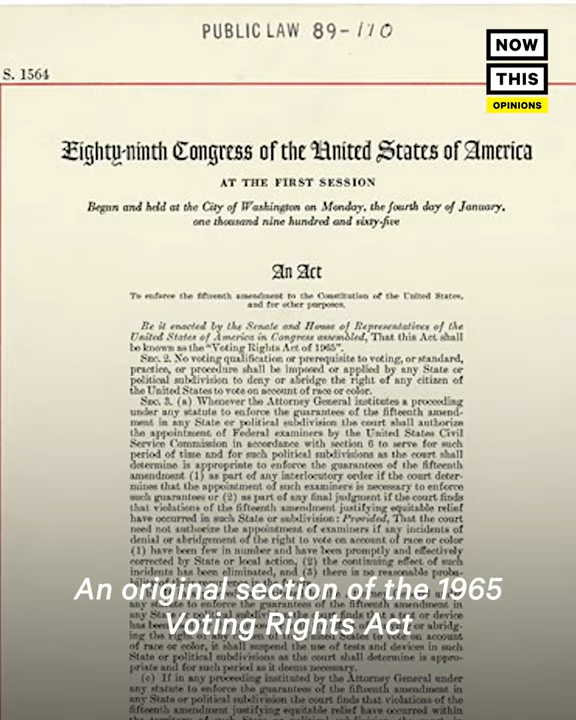 PUBLIC LAW 89-110
NOW
THIS
OPINIONS
S. 1564
Eighty-ninth Congress of the United States of America
AT THE FIRST SESSION
Begun and held at the City of Washington on Monday, the fourth day of January,
one thousand nine hundred and sixty-five
An Act
To enforce the fifteenth amendment to the Constitution of the United States,
and for other purposes.
Be it enacted by the Senate and House of Representatives of the
United States of America in Congress assembled, That this Act shall
be known as the "Voting Rights Act of 1965".
SEC. 2. No voting qualification or prerequisite to voting, or standard,
practice, or procedure shall be imposed or applied by any State or
political subdivision to deny or abridge the right of any citizen of
the United States to vote on account of race or color.
SEC. 3. (a) Whenever the Attorney General institutes a proceeding
under any statute to enforce the guarantees of the fifteenth amend-
ment in any State or political subdivision the court shall authorize
the appointment of Federal examiners by the United States Civil
Service Commission in accordance with section 6 to serve for such
period of time and for such political subdivisions as the court shall
determine is appropriate to enforce the guarantees of the fifteenth
amendment (1) as part of any interlocutory order if the court deter-
mines that the appointment of such examiners is necessary to enforce
such guarantees or (2) as part of any final judgment if the court finds
that violations of the fifteenth amendment justifying equitable relief
have occurred in such State or subdivision: Provided, That the court
need not authorize the appointment of examiners if any incidents of
denial or abridgement of the right to vote on account of race or color
(1) have been few in number and have been promptly and effectively
corrected by State or local action, (2) the continuing effect of such
incidents has been eliminated, and (3) there is no reasonable proba-
An original section of the 1965
Voting Rights Act
any statute to enforce the guarantees of the fifteenth amendment in
of race or color, it shall suspend the use of tests and devices in such
State or political subdivisions as the court shall determine is appro-
priate and for such period as it deems necessary.
(c) If in any proceeding instituted by the Attorney General under
any statute to enforce the guarantees of the fifteenth amendment in
any State or political subdivision the court finds that violations of the
fifteenth amendment justifying equitable relief have occurred within